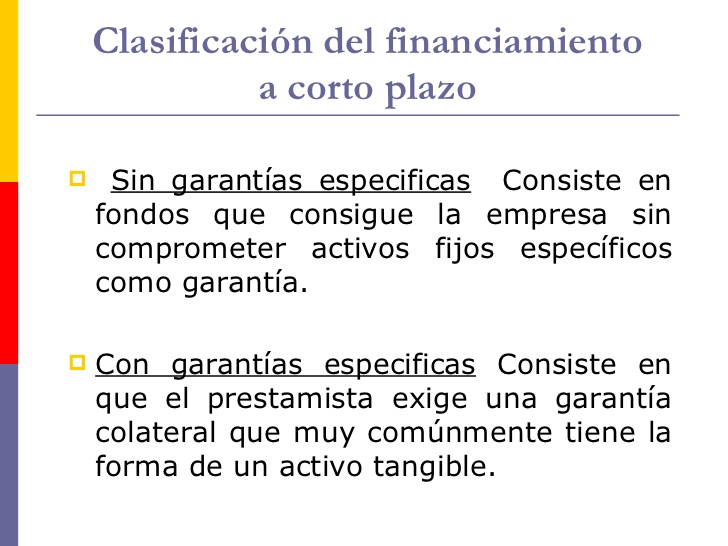 Clasificación del financiamiento
a corto plazo
Sin garantías especificas Consiste en
fondos que consigue la empresa sin
comprometer activos fijos específicos
como garantía.
Con garantías especificas Consiste en
que el prestamista exige una garantía
colateral que muy comúnmente tiene la
forma de un activo tangible.